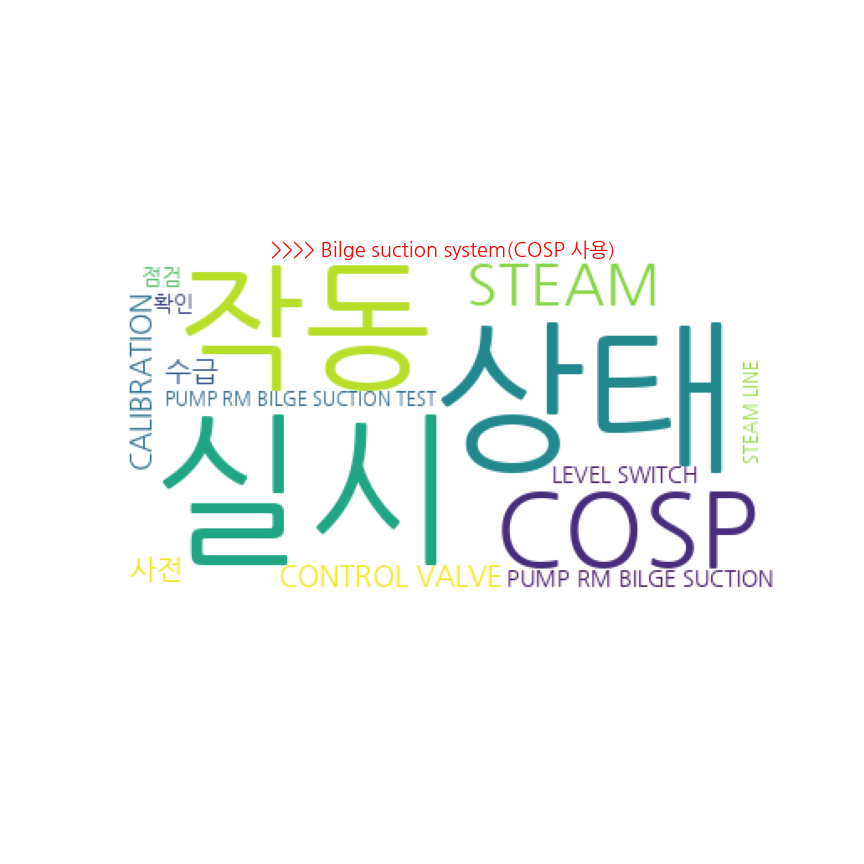 >>>> Bilge suction system(COSP 사용)
점검
작동
STEAM
확인
CALIBRATION
수급
PUMP RM BILGE SUCTION TEST
상태
STEAM LINE
실시
LEVEL SWITCH
COSP
사전
CONTROL VALVE
PUMP RM BILGE SUCTION